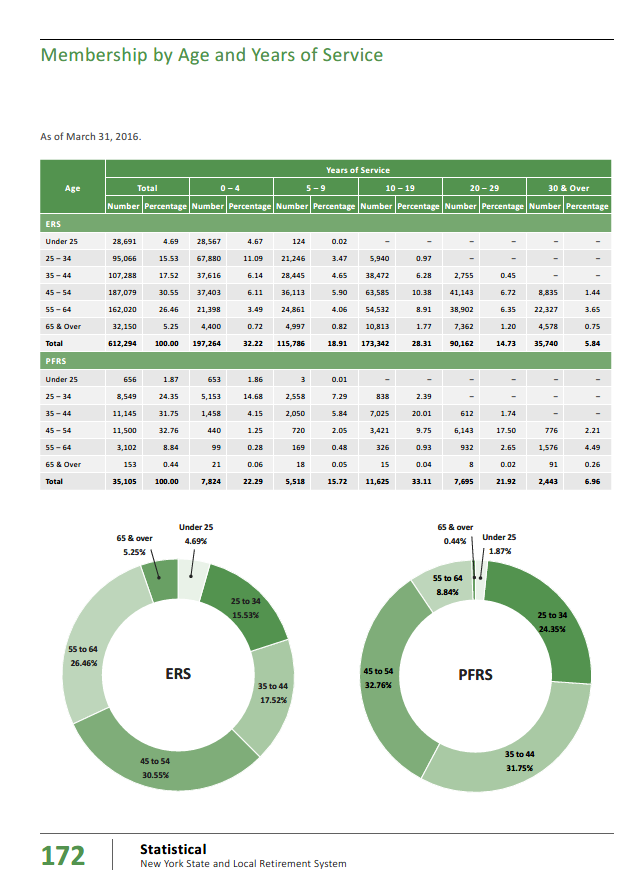 Membership by Age and Years of Service
As of March 31, 2016.
Years of Service
Age Total 0 – 4 5 – 9 10 – 19 20 – 29 30 & Over
Number Percentage Number Percentage Number Percentage Number Percentage Number Percentage Number Percentage
ERS
Under 25 28,691 4.69 28,567 4.67 124 0.02 – – – – – –
25 – 34 95,066 15.53 67,880 11.09 21,246 3.47 5,940 0.97 – – – –
35 – 44 107,288 17.52 37,616 6.14 28,445 4.65 38,472 6.28 2,755 0.45 – –
45 – 54 187,079 30.55 37,403 6.11 36,113 5.90 63,585 10.38 41,143 6.72 8,835 1.44
55 – 64 162,020 26.46 21,398 3.49 24,861 4.06 54,532 8.91 38,902 6.35 22,327 3.65
65 & Over 32,150 5.25 4,400 0.72 4,997 0.82 10,813 1.77 7,362 1.20 4,578 0.75
Total 612,294 100.00 197,264 32.22 115,786 18.91 173,342 28.31 90,162 14.73 35,740 5.84
PFRS
Under 25 656 1.87 653 1.86 3 0.01 – – – – – –
25 – 34 8,549 24.35 5,153 14.68 2,558 7.29 838 2.39 – – – –
35 – 44 11,145 31.75 1,458 4.15 2,050 5.84 7,025 20.01 612 1.74 – –
45 – 54 11,500 32.76 440 1.25 720 2.05 3,421 9.75 6,143 17.50 776 2.21
55 – 64 3,102 8.84 99 0.28 169 0.48 326 0.93 932 2.65 1,576 4.49
65 & Over 153 0.44 21 0.06 18 0.05 15 0.04 8 0.02 91 0.26
Total 35,105 100.00 7,824 22.29 5,518 15.72 11,625 33.11 7,695 21.92 2,443 6.96
65 & over
5.25%
Under 25
4.69%
25 to 34
15.53%
35 to 44
17.52%
45 to 54
30.55%
55 to 64
26.46%
ERS
65 & over
0.44%
Under 25
1.87%
25 to 34
24.35%
35 to 44
31.75%
45 to 54
32.76%
55 to 64
8.84%
PFRS
172
Statistical
New York State and Local Retirement System